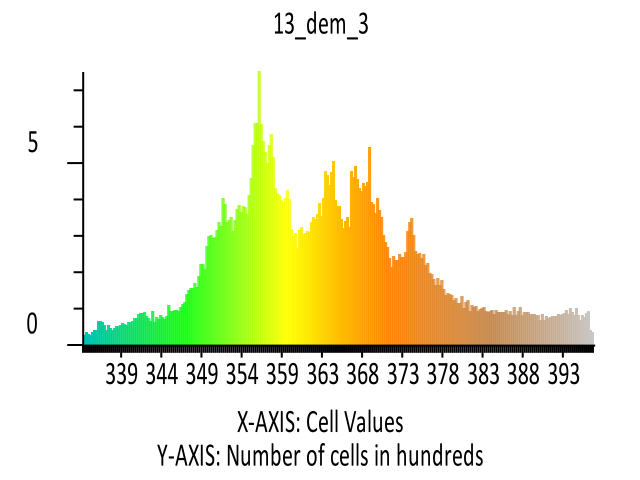 13_dem_3
5
0
339 344 349 354 359 363 368 373 378 383 388 393
X-AXIS: Cell Values
Y-AXIS: Number of cells in hundreds